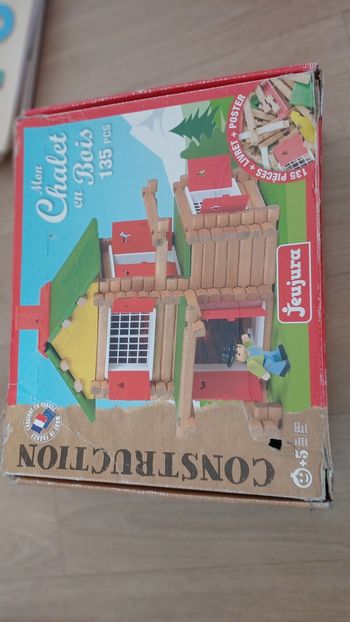 Mon
Chalet
en Bois
135 PCS
135 PIÈCES + LIVRET + POSTER
Jeujura
CONSTRUCTION
+5